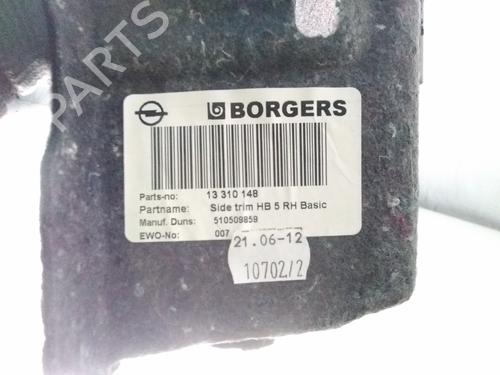 BORGERS
Parts-no: 13 310 148
Partname: Side trim HB 5 RH Basic
Manuf. Duns: 510509859
EWO-No: 007
21.06-12
10702/2
B-PARTS